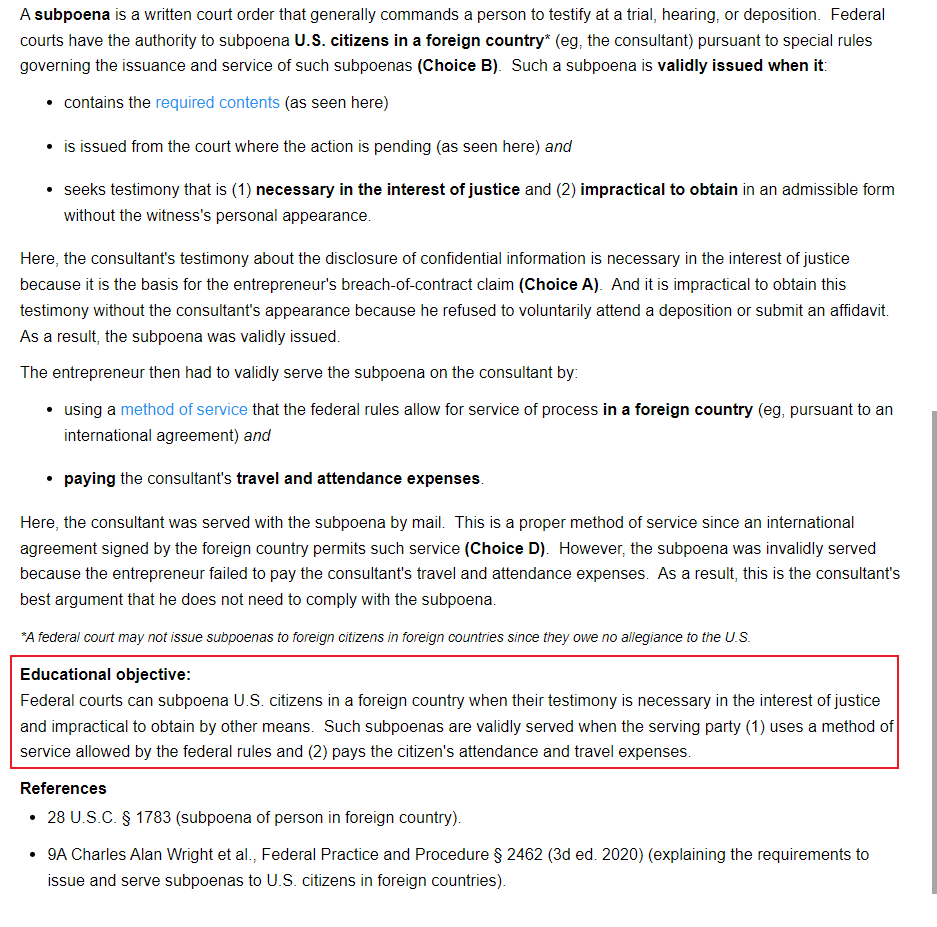 A subpoena is a written court order that generally commands a person to testify at a trial, hearing, or deposition.  Federal
courts have the authority to subpoena U.S. citizens in a foreign country* (eg, the consultant) pursuant to special rules
governing the issuance and service of such subpoenas (Choice B).  Such a subpoena is validly issued when it:
• contains the required contents (as seen here)
• is issued from the court where the action is pending (as seen here) and
• seeks testimony that is (1) necessary in the interest of justice and (2) impractical to obtain in an admissible form
without the witness's personal appearance.
Here, the consultant's testimony about the disclosure of confidential information is necessary in the interest of justice
because it is the basis for the entrepreneur's breach-of-contract claim (Choice A).  And it is impractical to obtain this
testimony without the consultant's appearance because he refused to voluntarily attend a deposition or submit an affidavit.
As a result, the subpoena was validly issued.
The entrepreneur then had to validly serve the subpoena on the consultant by:
• using a method of service that the federal rules allow for service of process in a foreign country (eg, pursuant to an
international agreement) and
• paying the consultant's travel and attendance expenses.
Here, the consultant was served with the subpoena by mail.  This is a proper method of service since an international
agreement signed by the foreign country permits such service (Choice D).  However, the subpoena was invalidly served
because the entrepreneur failed to pay the consultant's travel and attendance expenses.  As a result, this is the consultant's
best argument that he does not need to comply with the subpoena.
*A federal court may not issue subpoenas to foreign citizens in foreign countries since they owe no allegiance to the U.S.
Educational objective:
Federal courts can subpoena U.S. citizens in a foreign country when their testimony is necessary in the interest of justice
and impractical to obtain by other means.  Such subpoenas are validly served when the serving party (1) uses a method of
service allowed by the federal rules and (2) pays the citizen's attendance and travel expenses.
References
• 28 U.S.C. § 1783 (subpoena of person in foreign country).
• 9A Charles Alan Wright et al., Federal Practice and Procedure § 2462 (3d ed. 2020) (explaining the requirements to
issue and serve subpoenas to U.S. citizens in foreign countries).